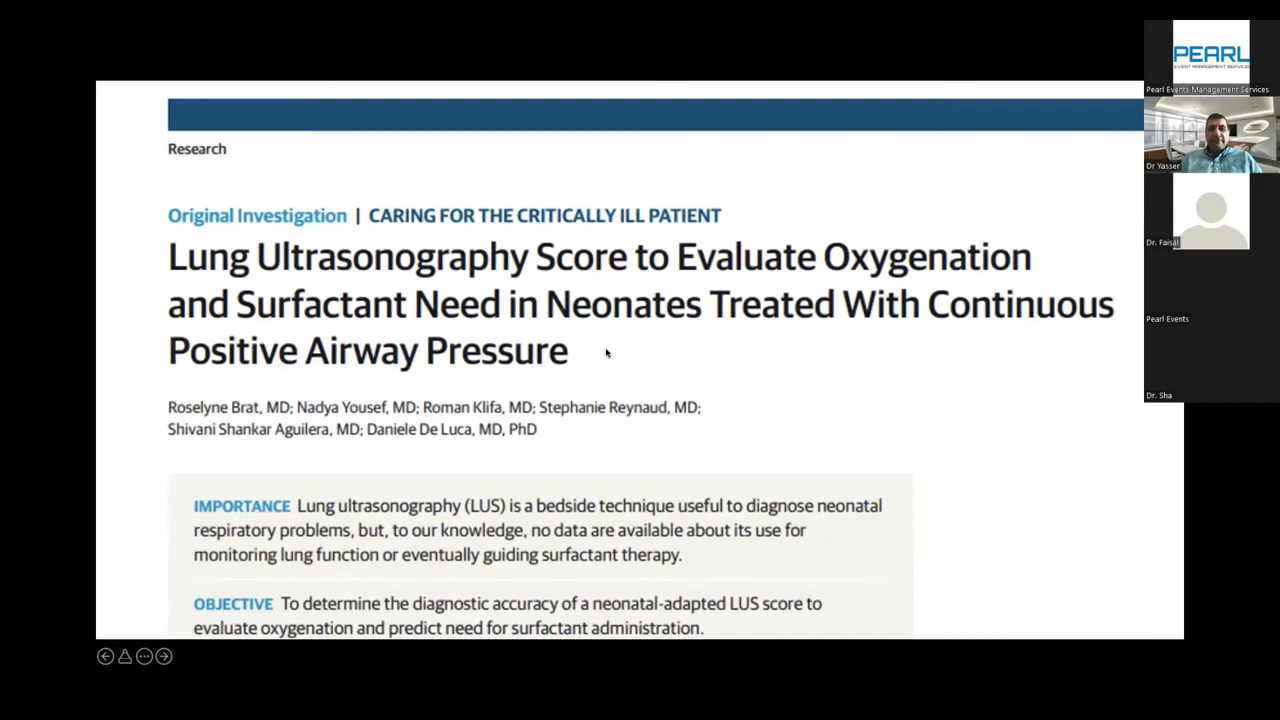 Research
Original Investigation | CARING FOR THE CRITICALLY ILL PATIENT
Lung Ultrasonography Score to Evaluate Oxygenation
and Surfactant Need in Neonates Treated With Continuous
Positive Airway Pressure
Roselyne Brat, MD; Nadya Yousef, MD; Roman Klifa, MD; Stephanie Reynaud, MD;
Shivani Shankar Aguilera, MD; Daniele De Luca, MD, PhD
IMPORTANCE Lung ultrasonography (LUS) is a bedside technique useful to diagnose neonatal
respiratory problems, but, to our knowledge, no data are available about its use for
monitoring lung function or eventually guiding surfactant therapy.
OBJECTIVE To determine the diagnostic accuracy of a neonatal-adapted LUS score to
evaluate oxygenation and predict need for surfactant administration.
PEARL
EVENT MANAGEMENT SERVICES
Pearl Events Management Services
Dr Yasser
Dr. Faisal
Pearl Events
Dr. Sha